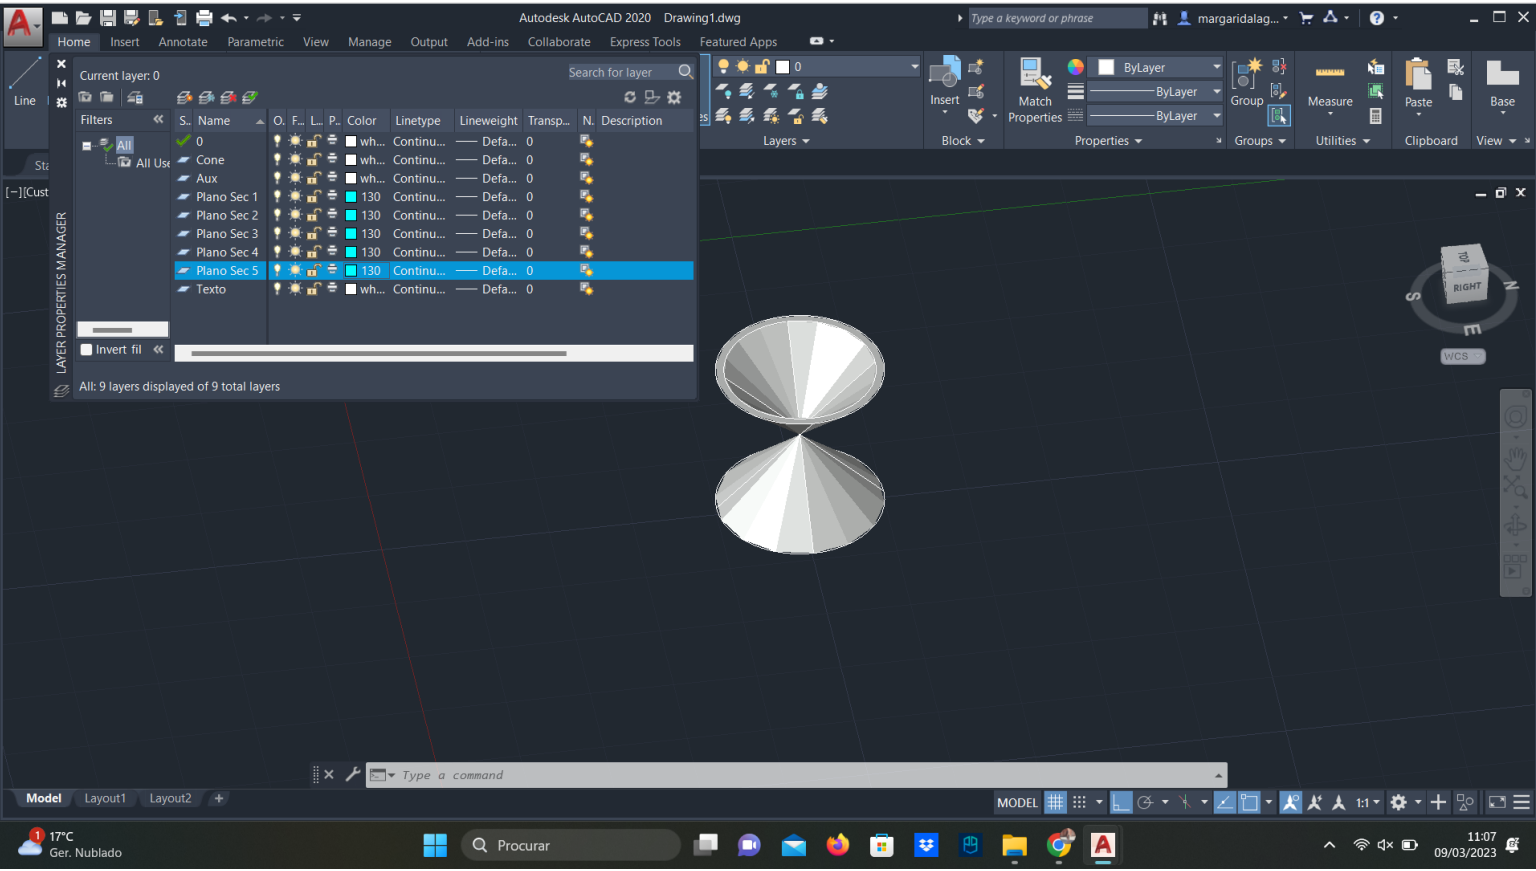 Autodesk AutoCAD 2020 Drawing1.dwg
Type a keyword or phrase
margaridalag...
Home Insert Annotate Parametric View Manage Output Add-ins Collaborate Express Tools Featured Apps
Line
Current layer: 0
Search for layer
Filters
All
All Use
Invert fil
S.. Name O. F.. L... P... Color Linetype Lineweight Transp... N. Description
0 wh... Continu... Defa... 0
Cone wh... Continu... Defa... 0
Aux wh... Continu... Defa... 0
Plano Sec 1 130 Continu... Defa... 0
Plano Sec 2 130 Continu... Defa... 0
Plano Sec 3 130 Continu... Defa... 0
Plano Sec 4 130 Continu... Defa... 0
Plano Sec 5 130 Continu... Defa... 0
Texto wh... Continu... Defa... 0
All: 9 layers displayed of 9 total layers
LAYER PROPERTIES MANAGER
0
Layers
Insert
Block
Match
Properties
ByLayer
ByLayer
ByLayer
Properties
Group
Groups
Measure
Utilities
Paste
Clipboard
Base
View
Sta
[−][Cust
TOP
RIGHT
S
N
E
WCS
Type a command
Model Layout1 Layout2 +
MODEL
1:1
1
17°C
Ger. Nublado
Procurar
11:07
09/03/2023